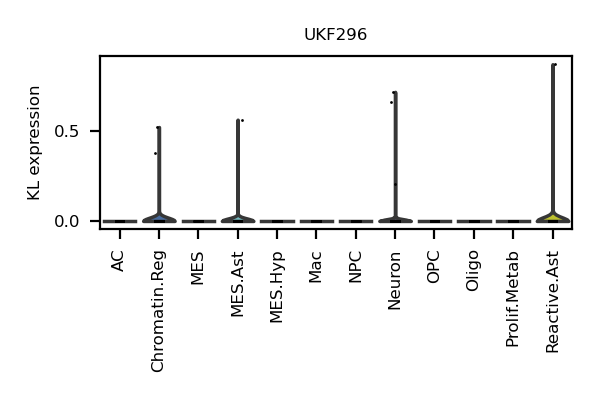 UKF296
KL expression
0.5
0.0
AC
Chromatin.Reg
MES
MES.Ast
MES.Hyp
Mac
NPC
Neuron
OPC
Oligo
Prolif.Metab
Reactive.Ast